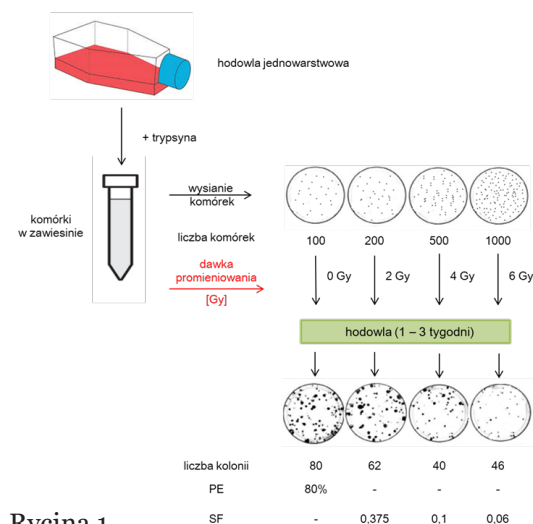 hodowla jednowarstwowa
+ trypsyna
komórki
w zawiesinie
wysianie
komórek
liczba komórek 100 200 500 1000
dawka
promieniowania
[Gy]
0 Gy 2 Gy 4 Gy 6 Gy
hodowla (1 – 3 tygodni)
liczba kolonii 80 62 40 46
PE 80% - - -
SF - 0,375 0,1 0,06
Rycina 1